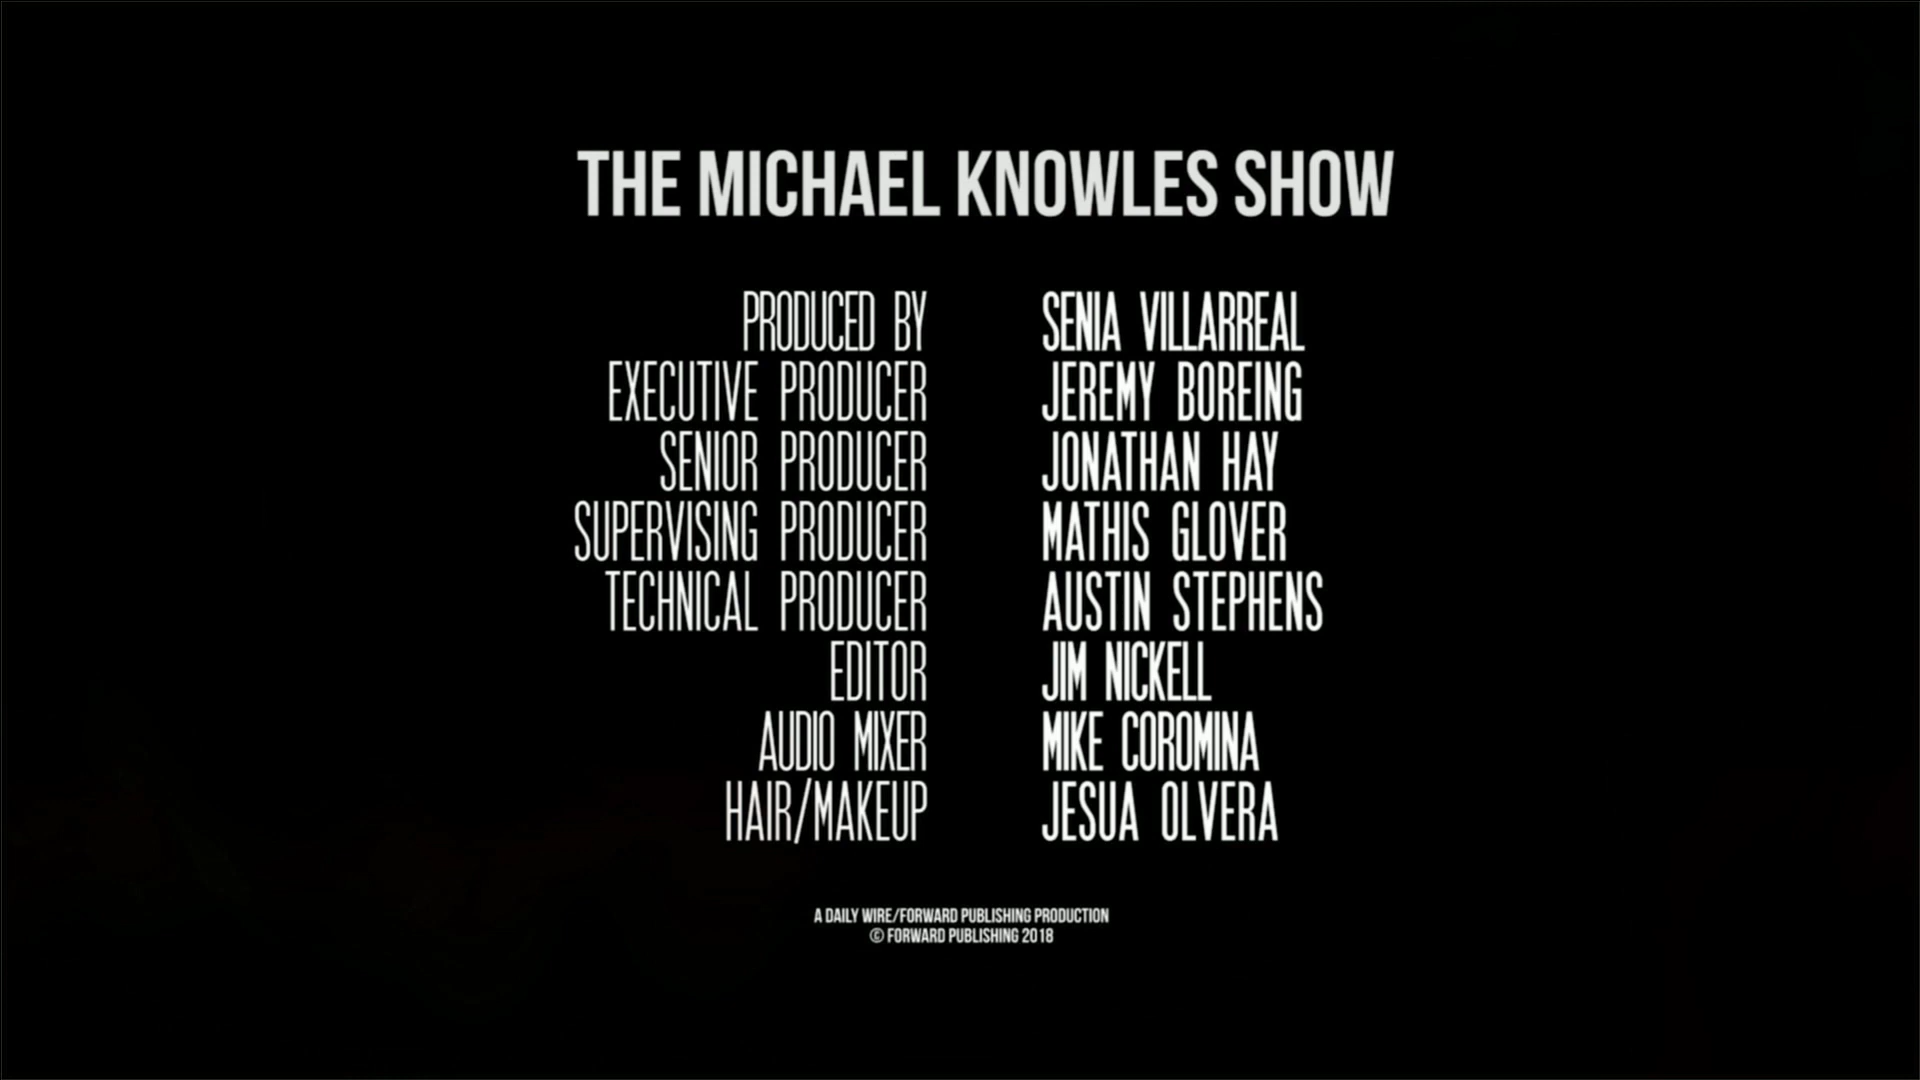 THE MICHAEL KNOWLES SHOW
PRODUCED BY SENIA VILLARREAL
EXECUTIVE PRODUCER JEREMY BOREING
SENIOR PRODUCER JONATHAN HAY
SUPERVISING PRODUCER MATHIS GLOVER
TECHNICAL PRODUCER AUSTIN STEPHENS
EDITOR JIM NICKELL
AUDIO MIXER MIKE COROMINA
HAIR/MAKEUP JESUA OLVERA
A DAILY WIRE/FORWARD PUBLISHING PRODUCTION
© FORWARD PUBLISHING 2018